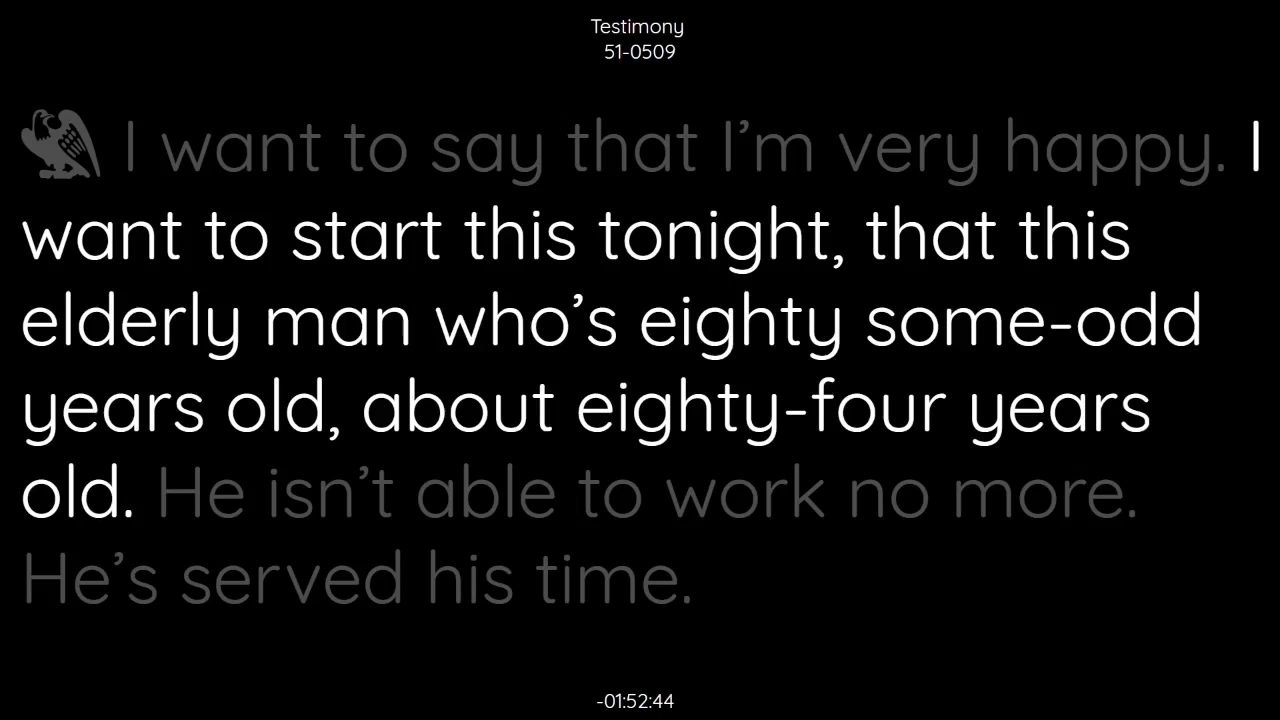 Testimony
51-0509
I want to say that I’m very happy. I
want to start this tonight, that this
elderly man who’s eighty some-odd
years old, about eighty-four years
old. He isn’t able to work no more.
He’s served his time.
-01:52:44